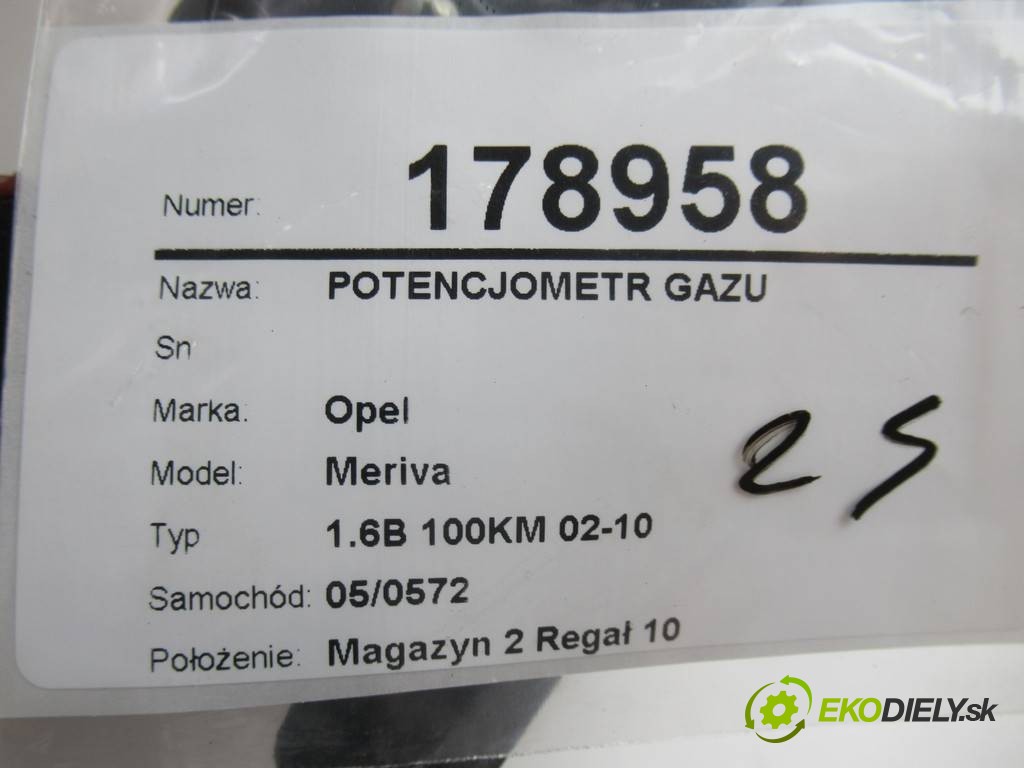 Numer: 178958
Nazwa: POTENCJOMETR GAZU
Sn
Marka: Opel
Model: Meriva
25
Typ 1.6B 100KM 02-10
Samochód: 05/0572
Położenie: Magazyn 2 Regał 10
EKODIELY.sk